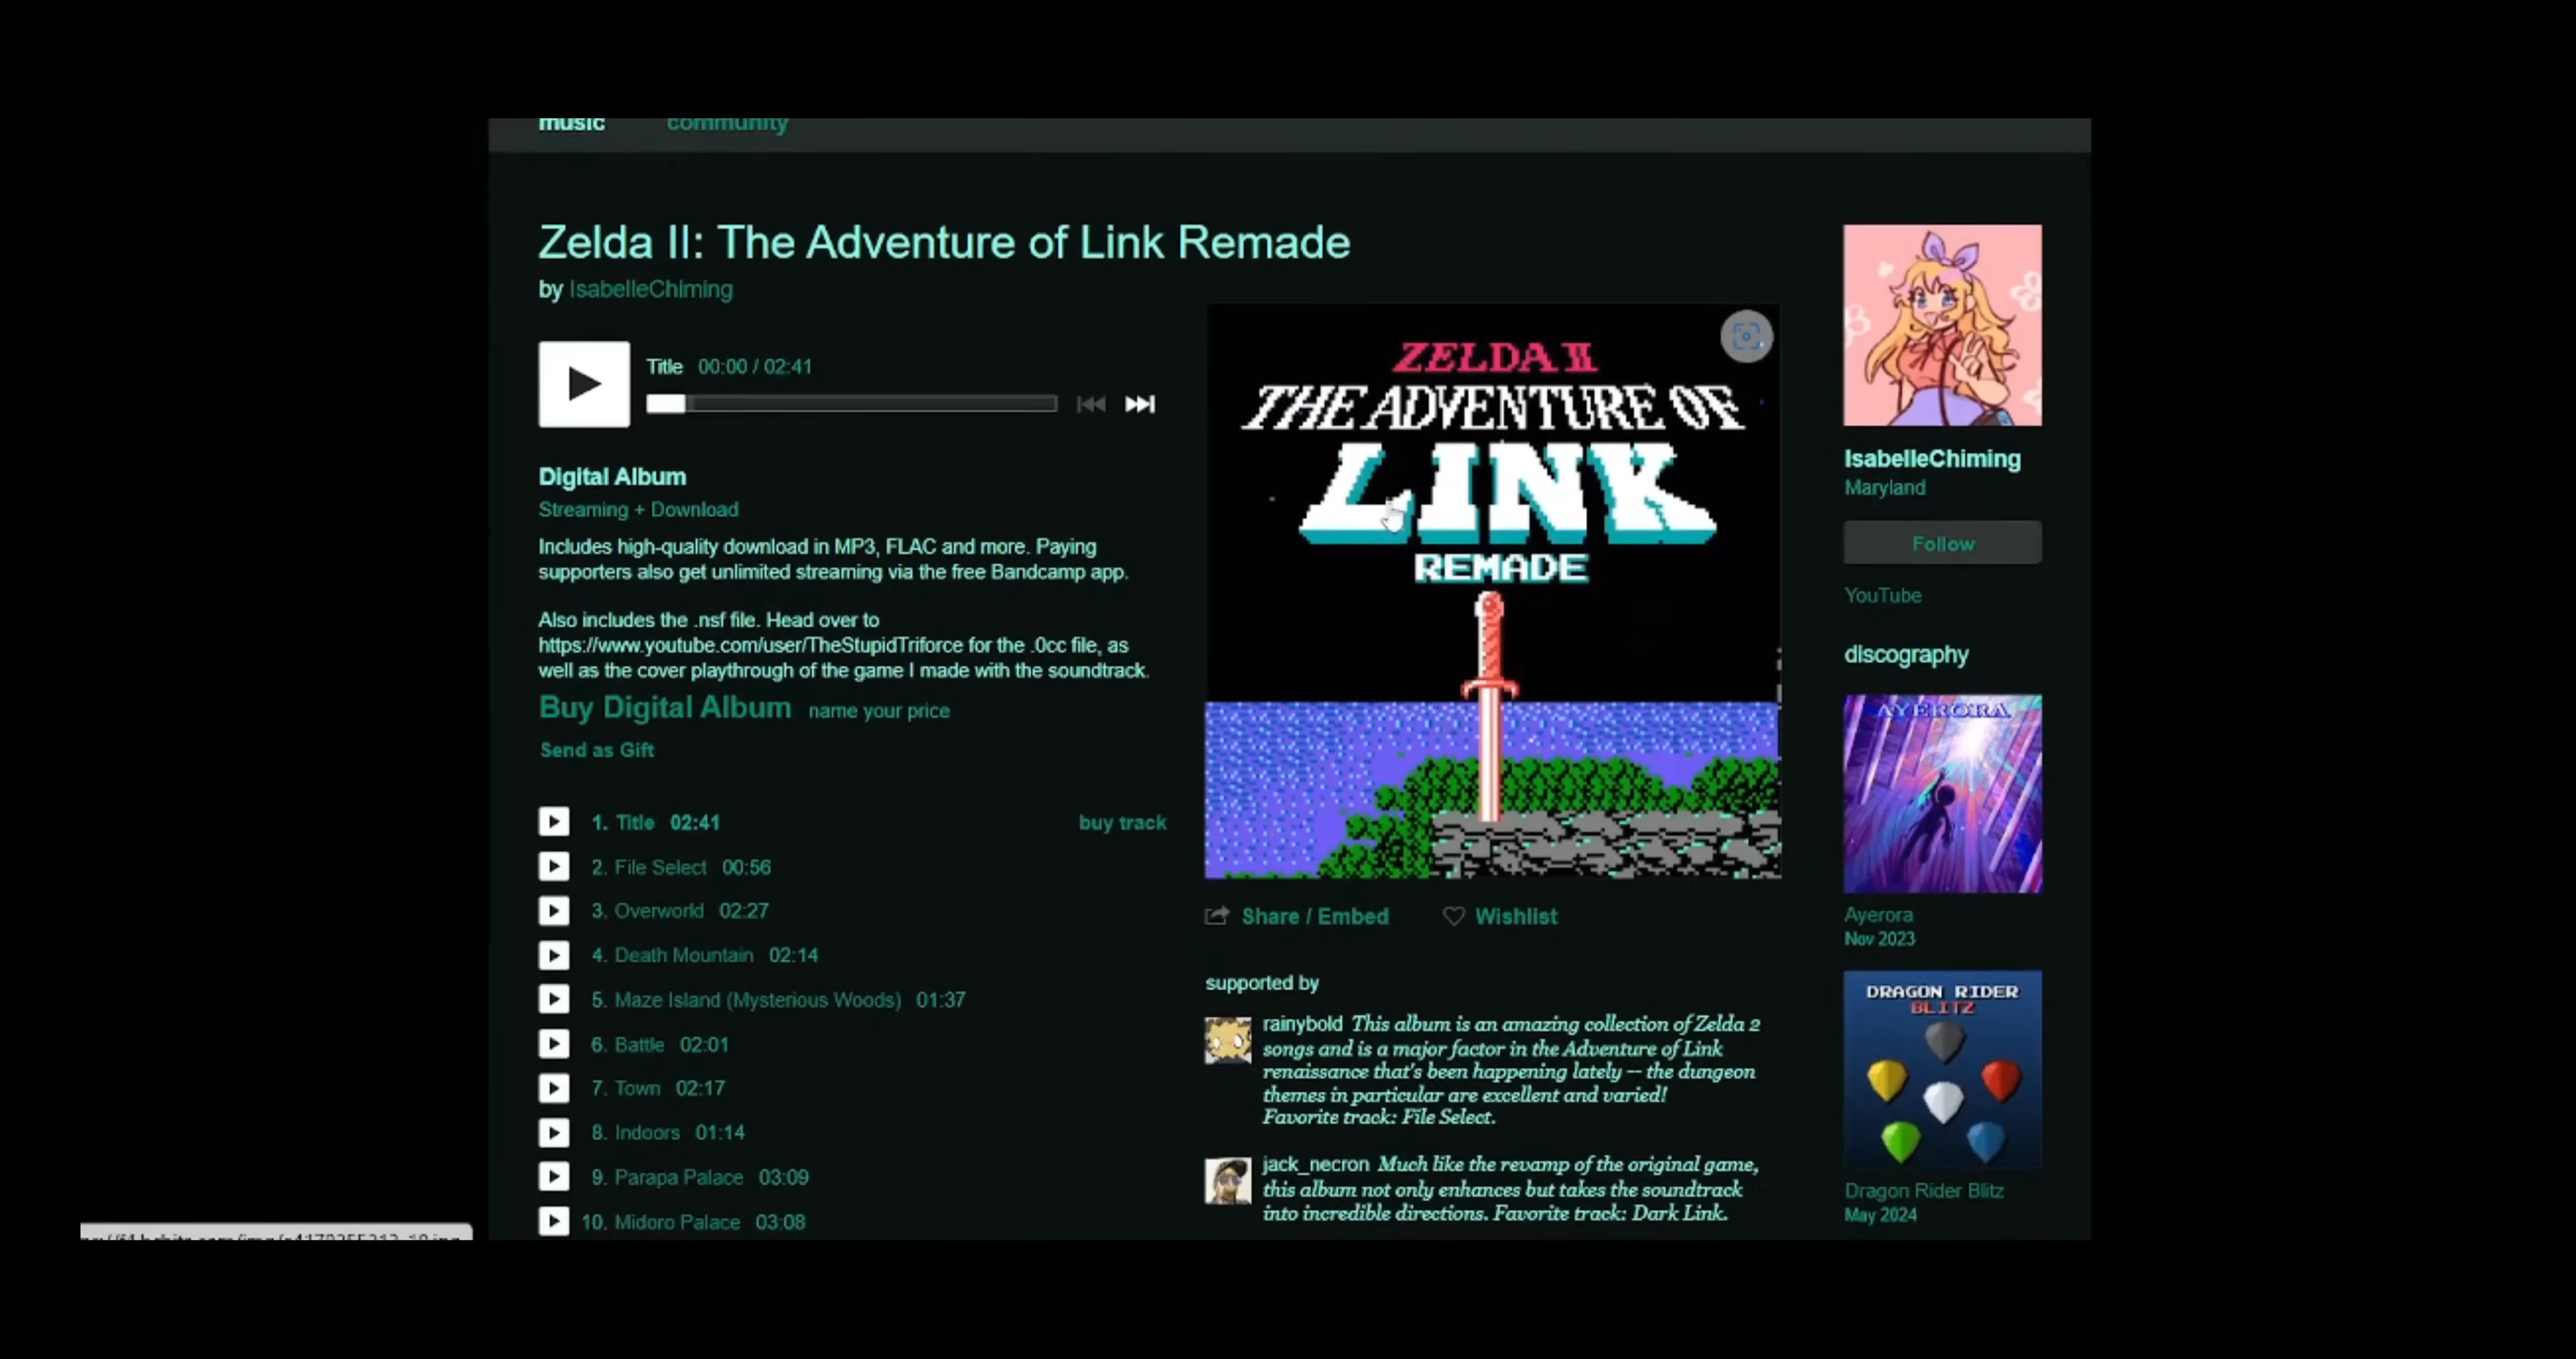 music community
Zelda II: The Adventure of Link Remade
by IsabelleChiming
Title 00:00 / 02:41
Digital Album
Streaming + Download
Includes high-quality download in MP3, FLAC and more. Paying
supporters also get unlimited streaming via the free Bandcamp app.
Also includes the .nsf file. Head over to
https://www.youtube.com/user/TheStupidTriforce for the .0cc file, as
well as the cover playthrough of the game I made with the soundtrack.
Buy Digital Album name your price
Send as Gift
1. Title 02:41 buy track
2. File Select 00:56
3. Overworld 02:27
4. Death Mountain 02:14
5. Maze Island (Mysterious Woods) 01:37
6. Battle 02:01
7. Town 02:17
8. Indoors 01:14
9. Parapa Palace 03:09
10. Midoro Palace 03:08
ZELDA II
THE ADVENTURE OF
LINK
REMADE
Share / Embed Wishlist
supported by
rainybold This album is an amazing collection of Zelda 2
songs and is a major factor in the Adventure of Link
renaissance that's been happening lately -- the dungeon
themes in particular are excellent and varied!
Favorite track: File Select.
jack_necron Much like the revamp of the original game,
this album not only enhances but takes the soundtrack
into incredible directions. Favorite track: Dark Link.
IsabelleChiming
Maryland
Follow
YouTube
discography
AYERORA
Ayerora
Nov 2023
DRAGON RIDER
BLITZ
Dragon Rider Blitz
May 2024